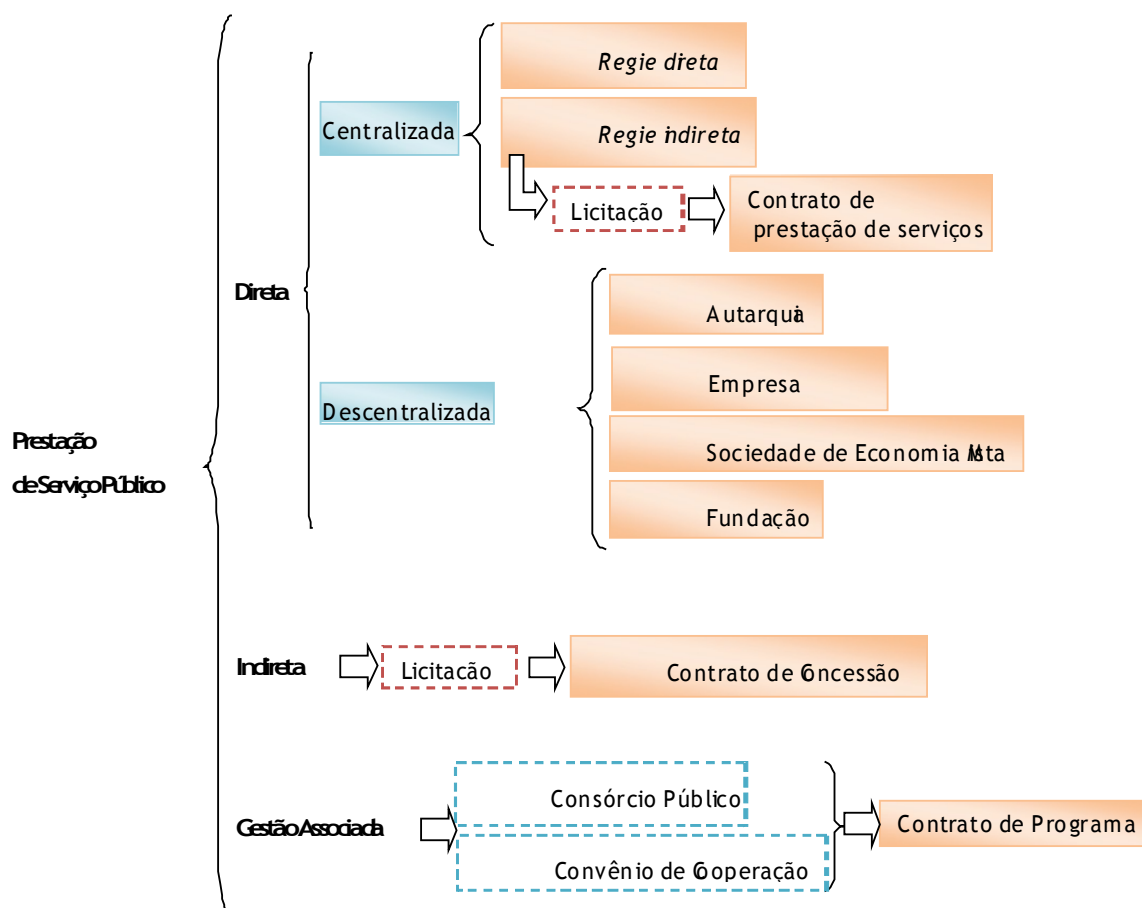 Regie direta
Centralizada
Regie indireta
Licitação
Contrato de
prestação de serviços
Direta
Autarquia
Empresa
Descentralizada
Sociedade de Economia Mista
Fundação
Prestação
de Serviço Público
Indireta
Licitacão
Contrato de Concessão
Consórcio Público
Gestão Associada
Contrato de Programa
Convênio de Cooperação